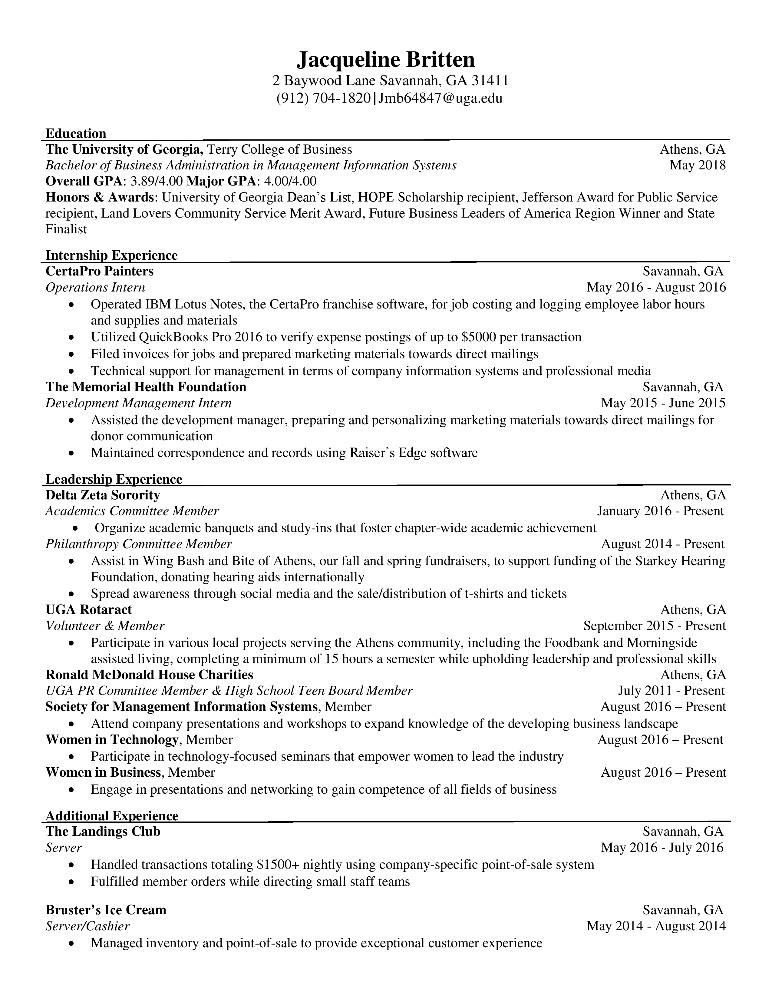 Jacqueline Britten
2 Baywood Lane Savannah, GA 31411
(912) 704-1820|Jmb64847@uga.edu
Education
The University of Georgia, Terry College of Business Athens, GA
Bachelor of Business Administration in Management Information Systems May 2018
Overall GPA: 3.89/4.00 Major GPA: 4.00/4.00
Honors & Awards: University of Georgia Dean's List, HOPE Scholarship recipient, Jefferson Award for Public Service
recipient, Land Lovers Community Service Merit Award, Future Business Leaders of America Region Winner and State
Finalist
Internship Experience
CertaPro Painters Savannah, GA
Operations Intern May 2016 - August 2016
• Operated IBM Lotus Notes, the CertaPro franchise software, for job costing and logging employee labor hours
and supplies and materials
• Utilized QuickBooks Pro 2016 to verify expense postings of up to $5000 per transaction
• Filed invoices for jobs and prepared marketing materials towards direct mailings
• Technical support for management in terms of company information systems and professional media
The Memorial Health Foundation Savannah, GA
Development Management Intern May 2015 - June 2015
• Assisted the development manager, preparing and personalizing marketing materials towards direct mailings for
donor communication
• Maintained correspondence and records using Raiser's Edge software
Leadership Experience
Delta Zeta Sorority Athens, GA
Academics Committee Member January 2016 - Present
• Organize academic banquets and study-ins that foster chapter-wide academic achievement
Philanthropy Committee Member August 2014 - Present
• Assist in Wing Bash and Bite of Athens, our fall and spring fundraisers, to support funding of the Starkey Hearing
Foundation, donating hearing aids internationally
• Spread awareness through social media and the sale/distribution of t-shirts and tickets
UGA Rotaract Athens, GA
Volunteer & Member September 2015 - Present
• Participate in various local projects serving the Athens community, including the Foodbank and Morningside
assisted living, completing a minimum of 15 hours a semester while upholding leadership and professional skills
Ronald McDonald House Charities Athens, GA
UGA PR Committee Member & High School Teen Board Member July 2011 - Present
Society for Management Information Systems, Member August 2016 – Present
• Attend company presentations and workshops to expand knowledge of the developing business landscape
Women in Technology, Member August 2016 – Present
• Participate in technology-focused seminars that empower women to lead the industry
Women in Business, Member August 2016 – Present
• Engage in presentations and networking to gain competence of all fields of business
Additional Experience
The Landings Club Savannah, GA
Server May 2016 - July 2016
• Handled transactions totaling $1500+ nightly using company-specific point-of-sale system
• Fulfilled member orders while directing small staff teams
Bruster's Ice Cream Savannah, GA
Server/Cashier May 2014 - August 2014
• Managed inventory and point-of-sale to provide exceptional customer experience